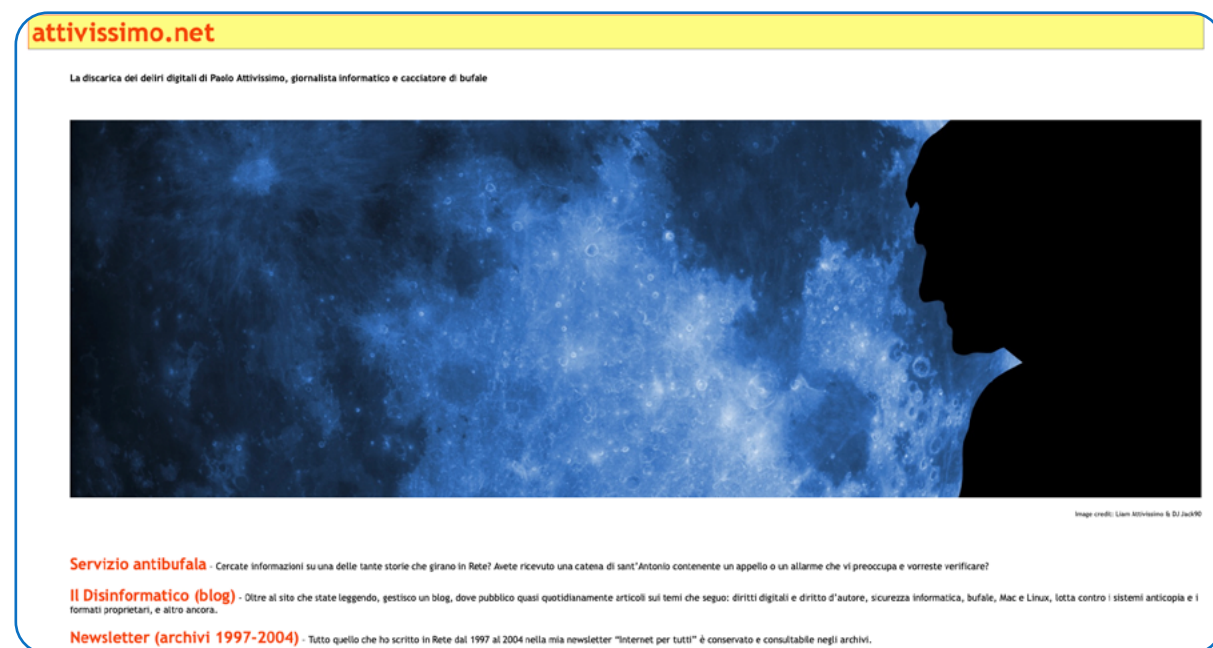 attivissimo.net
La discarica dei deliri digitali di Paolo Attivissimo, giornalista informatico e cacciatore di bufale
Image credit: Liam Attivissimo & DJ Jack90
Servizio antibufala - Cercate informazioni su una delle tante storie che girano in Rete? Avete ricevuto una catena di sant'Antonio contenente un appello o un allarme che vi preoccupa e vorreste verificare?
Il Disinformatico (blog) - Oltre al sito che state leggendo, gestisco un blog, dove pubblico quasi quotidianamente articoli sui temi che seguo: diritti digitali e diritto d'autore, sicurezza informatica, bufale, Mac e Linux, lotta contro i sistemi anticopia e i
formati proprietari, e altro ancora.
Newsletter (archivi 1997-2004) - Tutto quello che ho scritto in Rete dal 1997 al 2004 nella mia newsletter "Internet per tutti" è conservato e consultabile negli archivi.